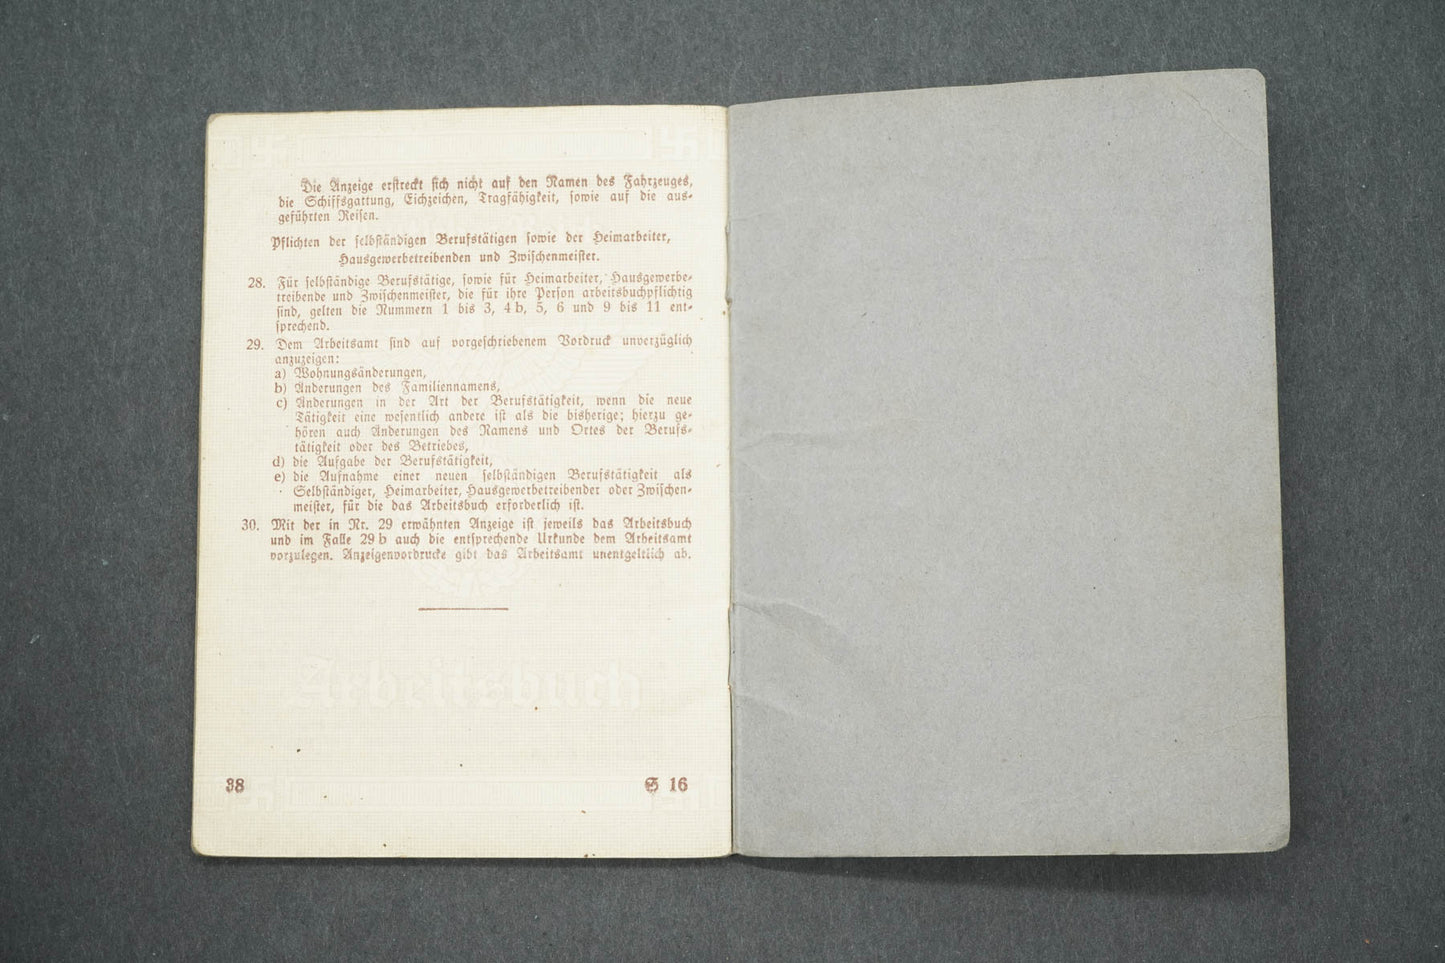 Die Anzeige erstreckt sich nicht auf den Namen des Fahrzeuges,
die Schiffsgattung, Eichzeichen, Tragfähigkeit, sowie auf die aus-
geführten Reisen.
Pflichten der selbständigen Berufstätigen sowie der Heimarbeiter,
Hausgewerbetreibenden und Zwischenmeister.
28. Für selbständige Berufstätige, sowie für Heimarbeiter, Hausgewerbe-
treibende und Zwischenmeister, die für ihre Person arbeitsbuchpflichtig
sind, gelten die Nummern 1 bis 3, 4 b, 5, 6 und 9 bis 11 ent-
sprechend.
29. Dem Arbeitsamt sind auf vorgeschriebenem Vordruck unverzüglich
anzuzeigen:
a) Wohnungsänderungen,
b) Änderungen des Familiennamens,
c) Änderungen in der Art der Berufstätigkeit, wenn die neue
Tätigkeit eine wesentlich andere ist als die bisherige; hierzu ge-
hören auch Änderungen des Namens und Ortes der Berufs-
tätigkeit oder des Betriebes,
d) die Aufgabe der Berufstätigkeit,
e) die Aufnahme einer neuen selbständigen Berufstätigkeit als
Selbständiger, Heimarbeiter, Hausgewerbetreibender oder Zwischen-
meister, für die das Arbeitsbuch erforderlich ist.
30. Mit der in Nr. 29 erwähnten Anzeige ist jeweils das Arbeitsbuch
und im Falle 29 b auch die entsprechende Urkunde dem Arbeitsamt
vorzulegen. Anzeigenvordrucke gibt das Arbeitsamt unentgeltlich ab.
Arbeitsbuch
38 S 16